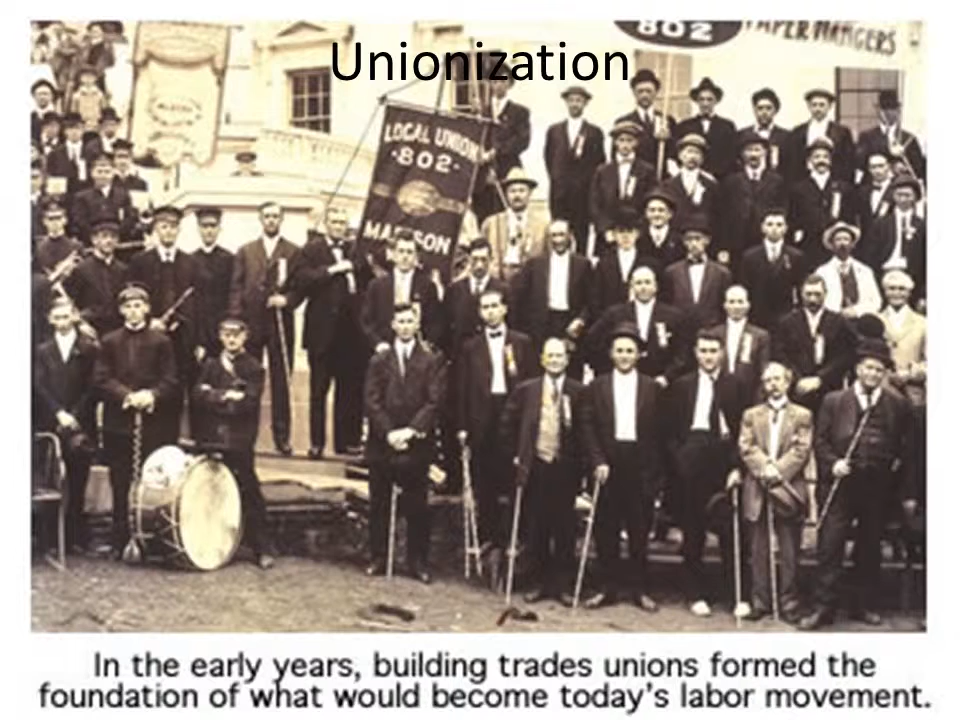 Unionization
802
PAPER HANGERS
LOCAL UNION
·802·
MADISON
In the early years, building trades unions formed the
foundation of what would become today's labor movement.